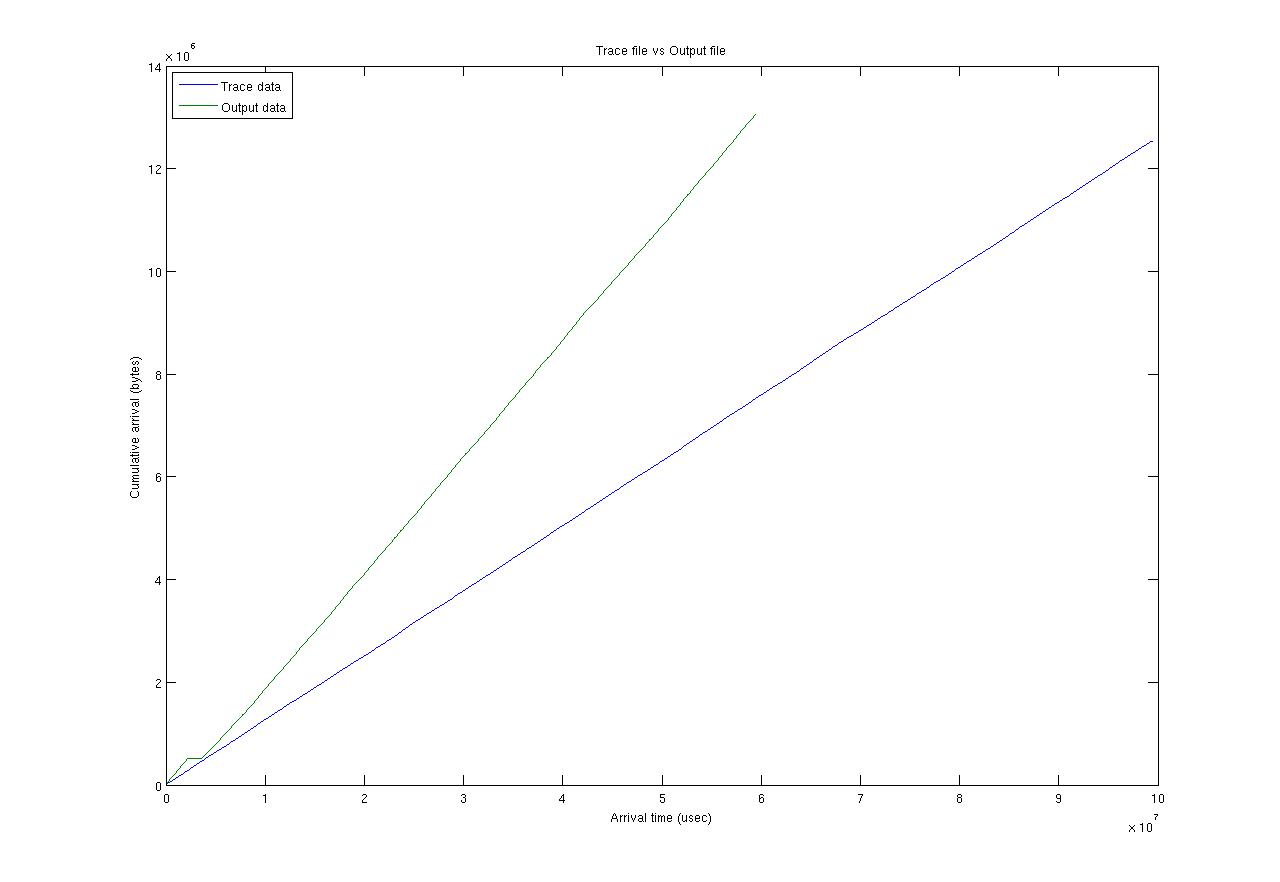 Trace file vs Output file
× 10^6
14
12
10
8
6
4
2
0
Trace data
Output data
Cumulative arrival (bytes)
0 1 2 3 4 5 6 7 8 9 10
Arrival time (usec)
× 10^7